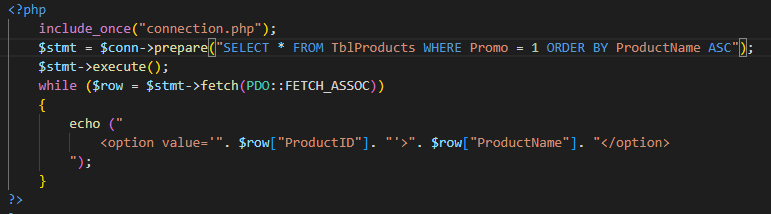 <?php
include_once("connection.php");
$stmt = $conn->prepare("SELECT * FROM TblProducts WHERE Promo = 1 ORDER BY ProductName ASC");
$stmt->execute();
while ($row = $stmt->fetch(PDO::FETCH_ASSOC))
{
echo ("
<option value='". $row["ProductID"]. "'>". $row["ProductName"]. "</option>
");
}
?>